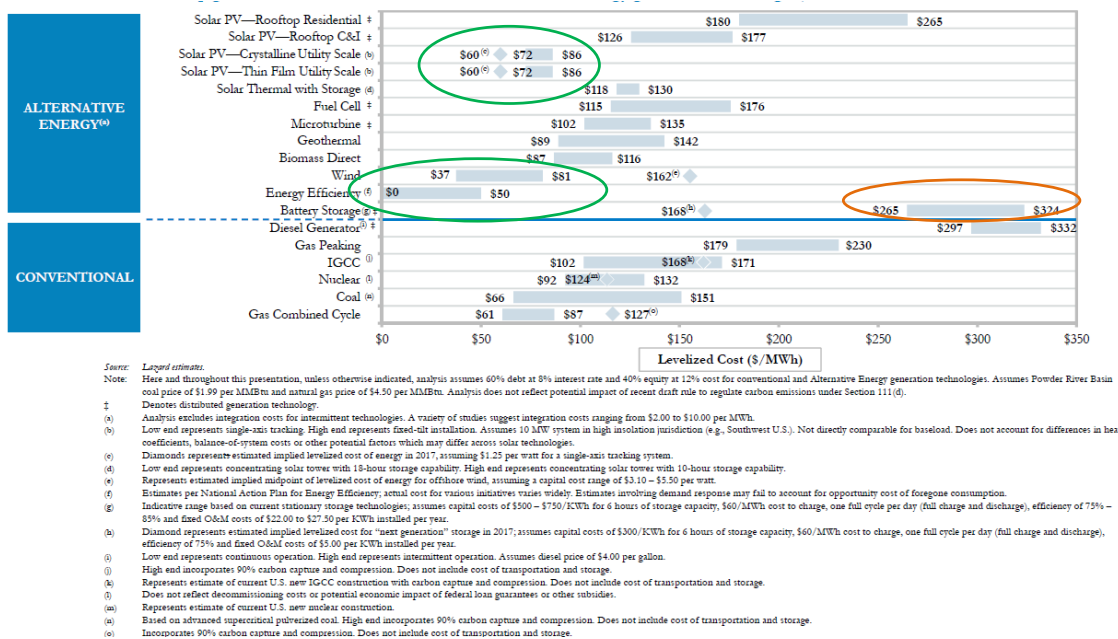 Solar PV—Rooftop Residential ‡ $180 $265
Solar PV—Rooftop C&I ‡ $126 $177
Solar PV—Crystalline Utility Scale (b) $60(c) $72 $86
Solar PV—Thin Film Utility Scale (b) $60(c) $72 $86
Solar Thermal with Storage (d) $118 $130
ALTERNATIVE
ENERGY(a)
Fuel Cell ‡ $115 $176
Microturbine ‡ $102 $135
Geothermal $89 $142
Biomass Direct $87 $116
Wind $37 $81 $162(e)
Energy Efficiency (f) $0 $50
Battery Storage(g) ‡ $168(h) $265 $324
Diesel Generator(i) ‡ $297 $332
Gas Peaking $179 $230
CONVENTIONAL
IGCC (j) $102 $168(k) $171
Nuclear (l) $92 $124(m) $132
Coal (n) $66 $151
Gas Combined Cycle $61 $87 $127(o)
$0 $50 $100 $150 $200 $250 $300 $350
Levelized Cost ($/MWh)
Source: Lazard estimates.
Note: Here and throughout this presentation, unless otherwise indicated, analysis assumes 60% debt at 8% interest rate and 40% equity at 12% cost for conventional and Alternative Energy generation technologies. Assumes Powder River Basin
coal price of $1.99 per MMBtu and natural gas price of $4.50 per MMBtu. Analysis does not reflect potential impact of recent draft rule to regulate carbon emissions under Section 111(d).
‡ Denotes distributed generation technology.
(a) Analysis excludes integration costs for intermittent technologies. A variety of studies suggest integration costs ranging from $2.00 to $10.00 per MWh.
(b) Low end represents single-axis tracking. High end represents fixed-tilt installation. Assumes 10 MW system in high insolation jurisdiction (e.g., Southwest U.S.). Not directly comparable for baseload. Does not account for differences in hea
coefficients, balance-of-system costs or other potential factors which may differ across solar technologies.
(c) Diamonds represents estimated implied levelized cost of energy in 2017, assuming $1.25 per watt for a single-axis tracking system.
(d) Low end represents concentrating solar tower with 18-hour storage capability. High end represents concentrating solar tower with 10-hour storage capability.
(e) Represents estimated implied midpoint of levelized cost of energy for offshore wind, assuming a capital cost range of $3.10 – $5.50 per watt.
(f) Estimates per National Action Plan for Energy Efficiency; actual cost for various initiatives varies widely. Estimates involving demand response may fail to account for opportunity cost of foregone consumption.
(g) Indicative range based on current stationary storage technologies; assumes capital costs of $500 – $750/KWh for 6 hours of storage capacity, $60/MWh cost to charge, one full cycle per day (full charge and discharge), efficiency of 75% –
85% and fixed O&M costs of $22.00 to $27.50 per KWh installed per year.
(h) Diamond represents estimated implied levelized cost for "next generation" storage in 2017; assumes capital costs of $300/KWh for 6 hours of storage capacity, $60/MWh cost to charge, one full cycle per day (full charge and discharge),
efficiency of 75% and fixed O&M costs of $5.00 per KWh installed per year.
(i) Low end represents continuous operation. High end represents intermittent operation. Assumes diesel price of $4.00 per gallon.
(j) High end incorporates 90% carbon capture and compression. Does not include cost of transportation and storage.
(k) Represents estimate of current U.S. new IGCC construction with carbon capture and compression. Does not include cost of transportation and storage.
(l) Does not reflect decommissioning costs or potential economic impact of federal loan guarantees or other subsidies.
(m) Represents estimate of current U.S. new nuclear construction.
(n) Based on advanced supercritical pulverized coal. High end incorporates 90% carbon capture and compression. Does not include cost of transportation and storage.
(o) Incorporates 90% carbon capture and compression. Does not include cost of transportation and storage.